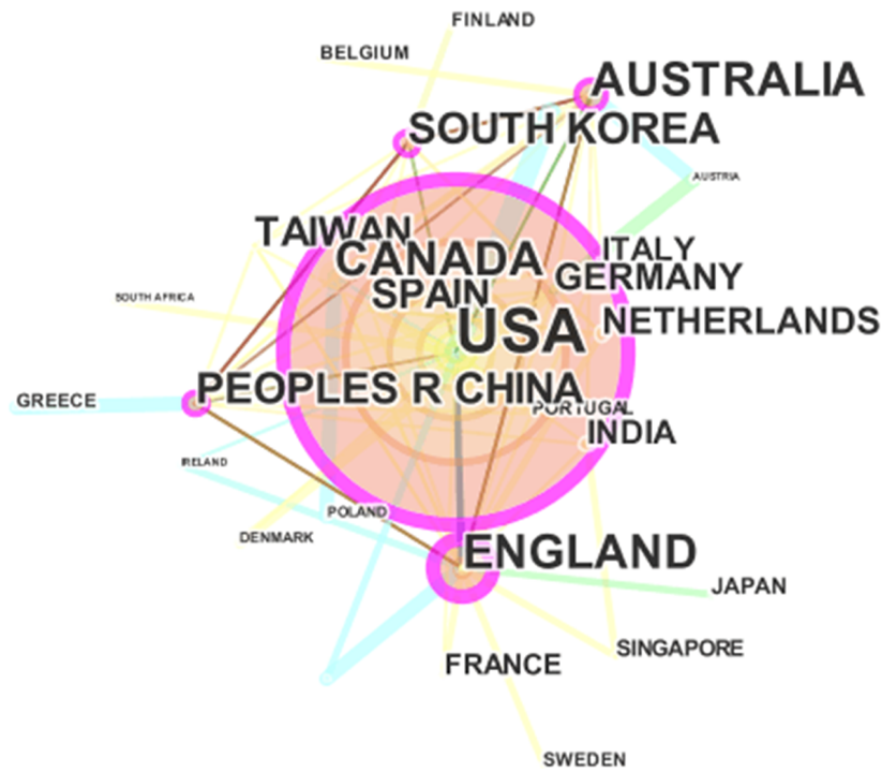 FINLAND
BELGIUM
AUSTRALIA
SOUTH KOREA
AUSTRIA
TAIWAN
ITALY
CANADA
GERMANY
SPAIN
SOUTH AFRICA
USA
NETHERLANDS
PEOPLES R CHINA
GREECE
PORTUGAL
INDIA
IRELAND
POLAND
DENMARK
ENGLAND
JAPAN
SINGAPORE
FRANCE
SWEDEN